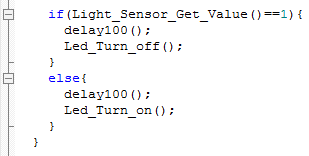 if(Light_Sensor_Get_Value()==1){
delay100();
Led_Turn_off();
}
else{
delay100();
Led_Turn_on();
}
}